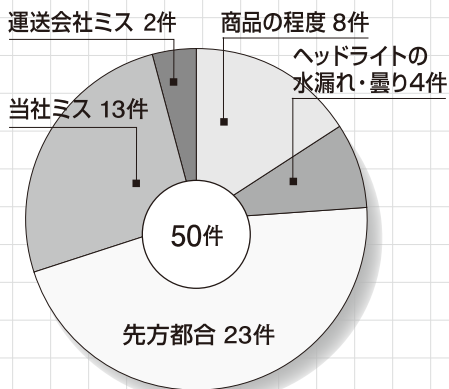 運送会社ミス 2件
商品の程度 8件
ヘッドライトの
水漏れ・曇り4件
当社ミス 13件
50件
先方都合 23件